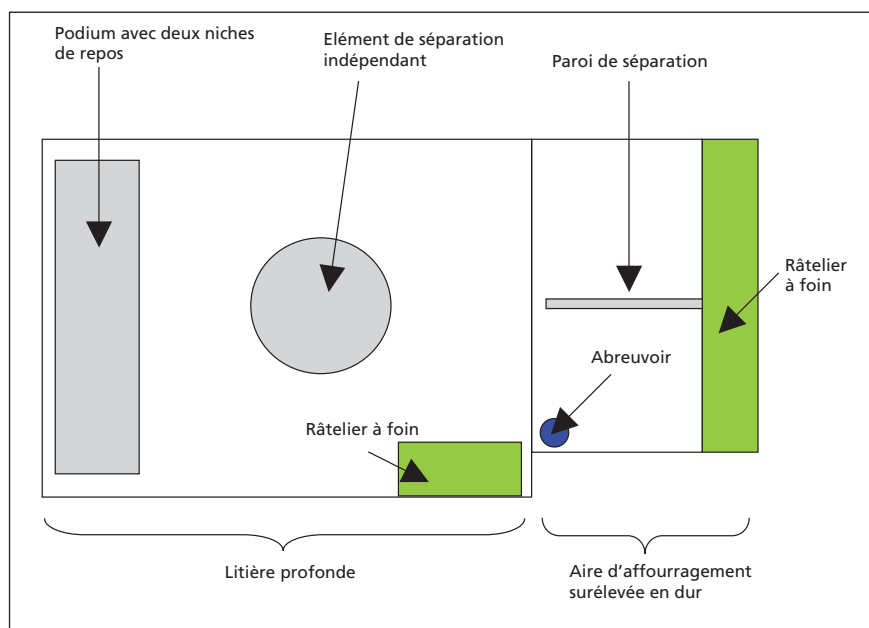 Podium avec deux niches
de repos
Elément de séparation
indépendant
Paroi de séparation
Râtelier
à foin
Abreuvoir
Râtelier à foin
Litière profonde
Aire d'affourragement
surélevée en dur